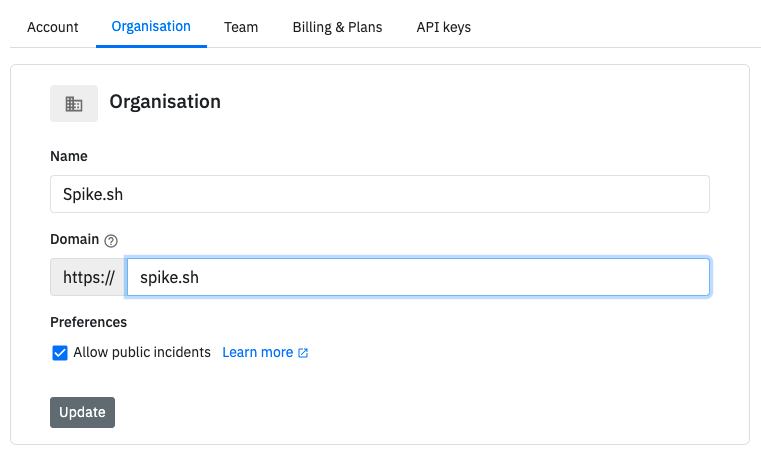 Account Organisation Team Billing & Plans API keys
Organisation
Name
Spike.sh
Domain
https:// spike.sh
Preferences
Allow public incidents Learn more
Update